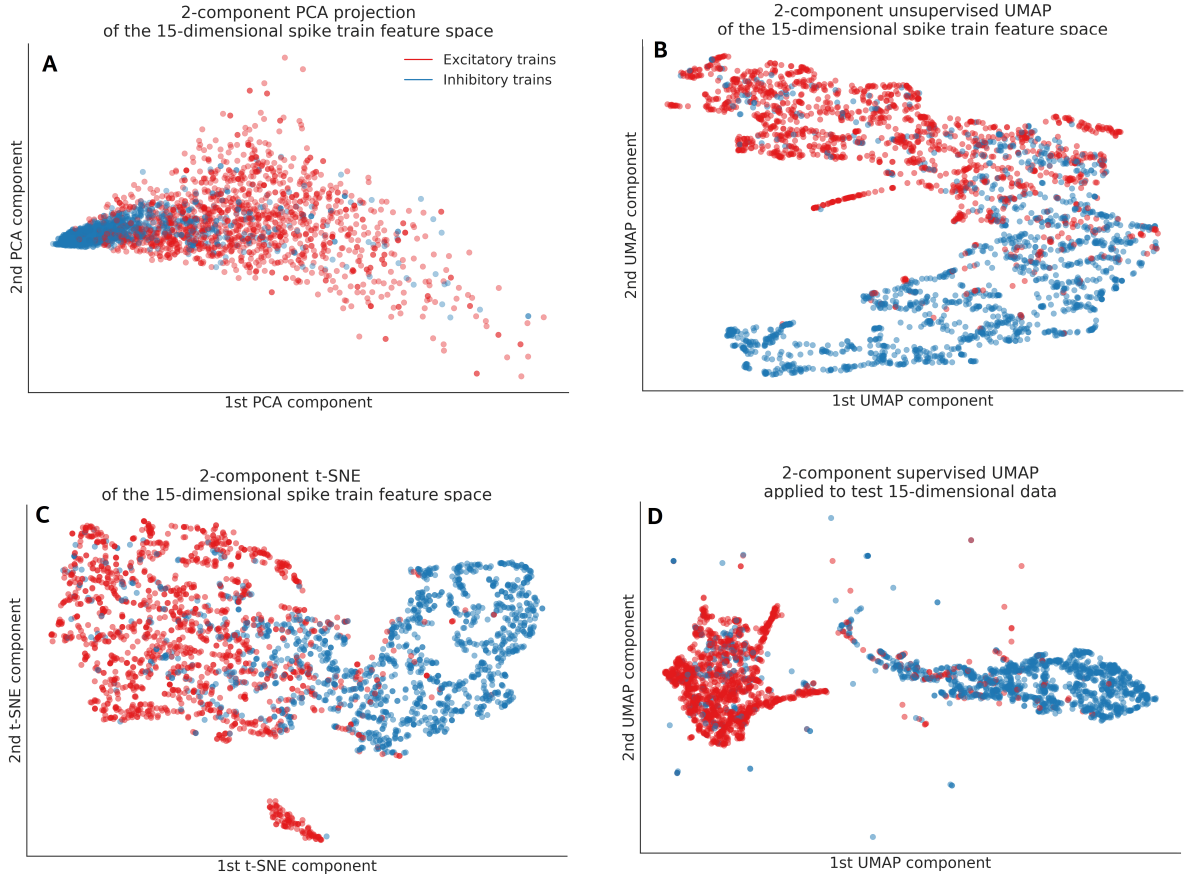 2-component PCA projection
of the 15-dimensional spike train feature space
A
Excitatory trains
Inhibitory trains
2nd PCA component
1st PCA component
2-component unsupervised UMAP
of the 15-dimensional spike train feature space
B
2nd UMAP component
1st UMAP component
2-component t-SNE
of the 15-dimensional spike train feature space
C
2nd t-SNE component
1st t-SNE component
2-component supervised UMAP
applied to test 15-dimensional data
D
2nd UMAP component
1st UMAP component